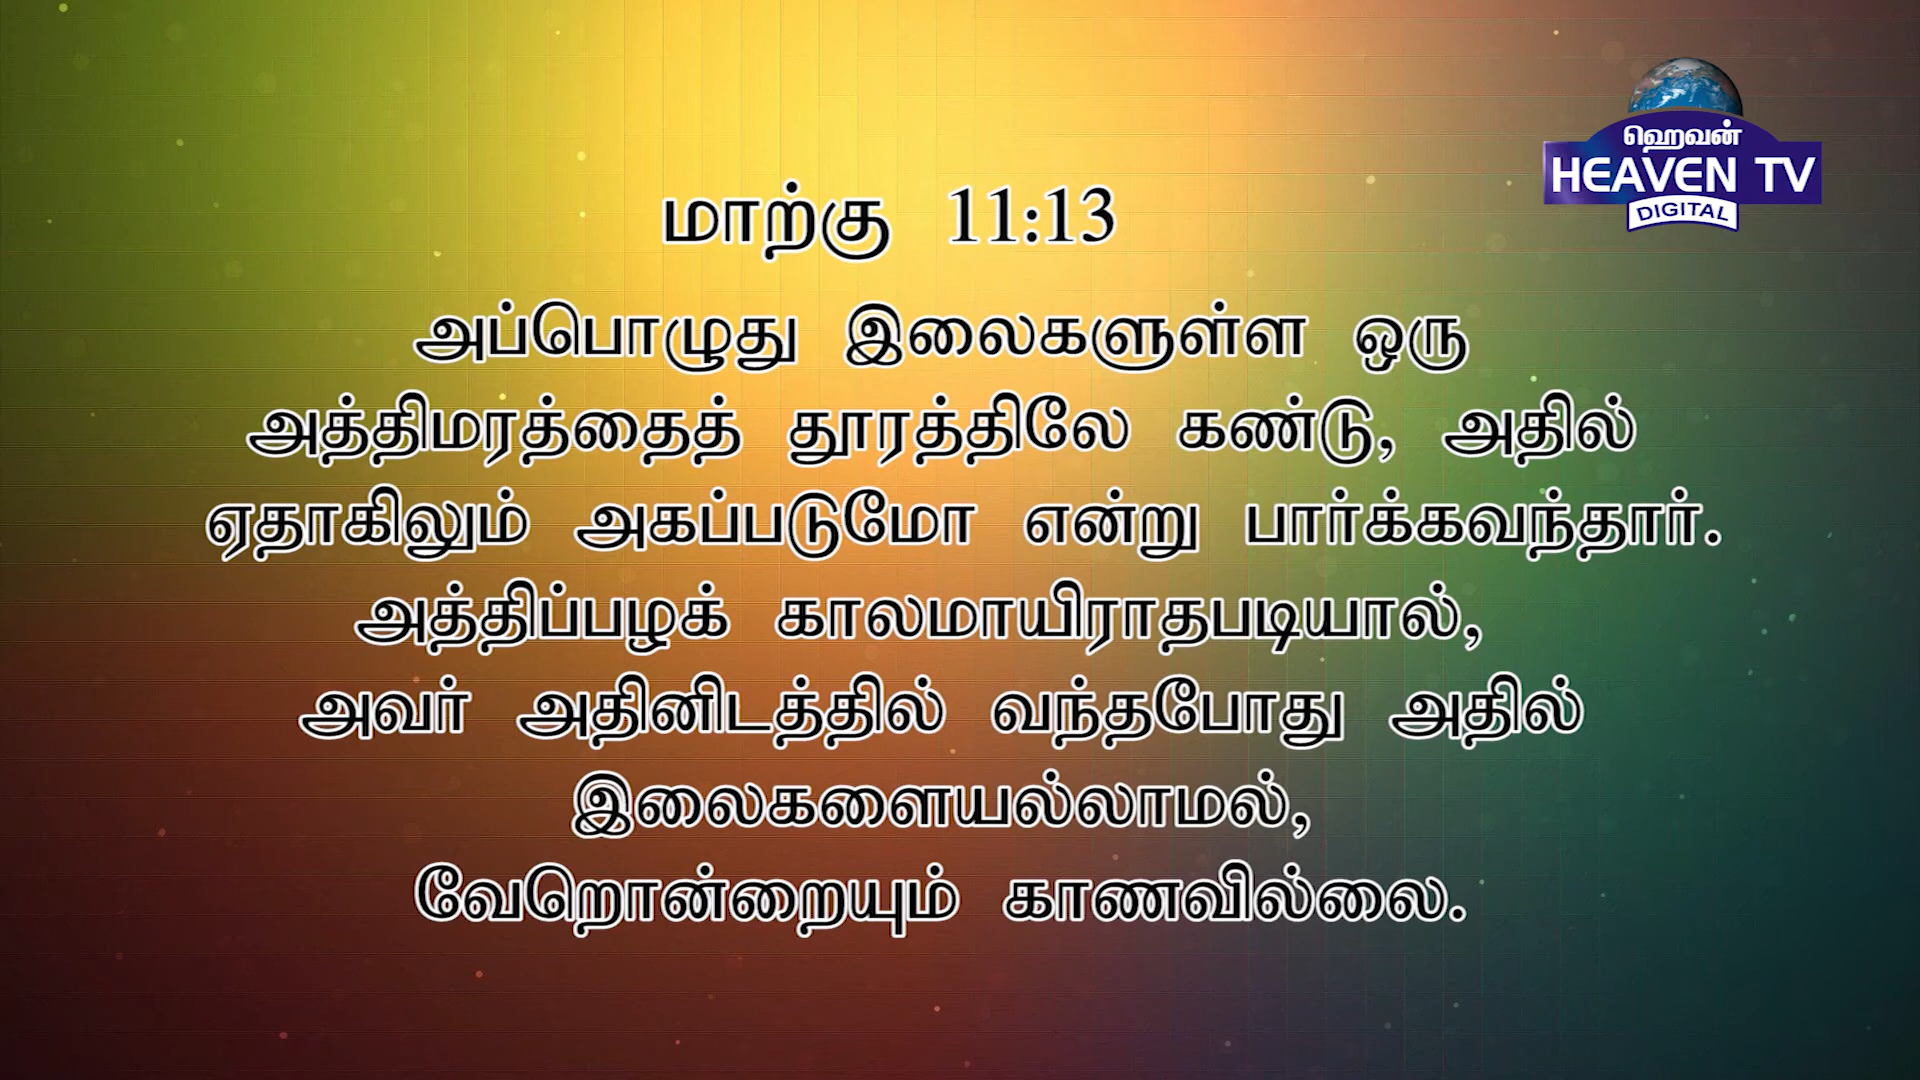 ஹெவன்
HEAVEN TV
DIGITAL
மாற்கு 11:13
அப்பொழுது இலைகளுள்ள ஒரு
அத்திமரத்தைத் தூரத்திலே கண்டு, அதில்
ஏதாகிலும் அகப்படுமோ என்று பார்க்கவந்தார்.
அத்திப்பழக் காலமாயிராதபடியால்,
அவர் அதினிடத்தில் வந்தபோது அதில்
இலைகளையல்லாமல்,
வேறொன்றையும் காணவில்லை.